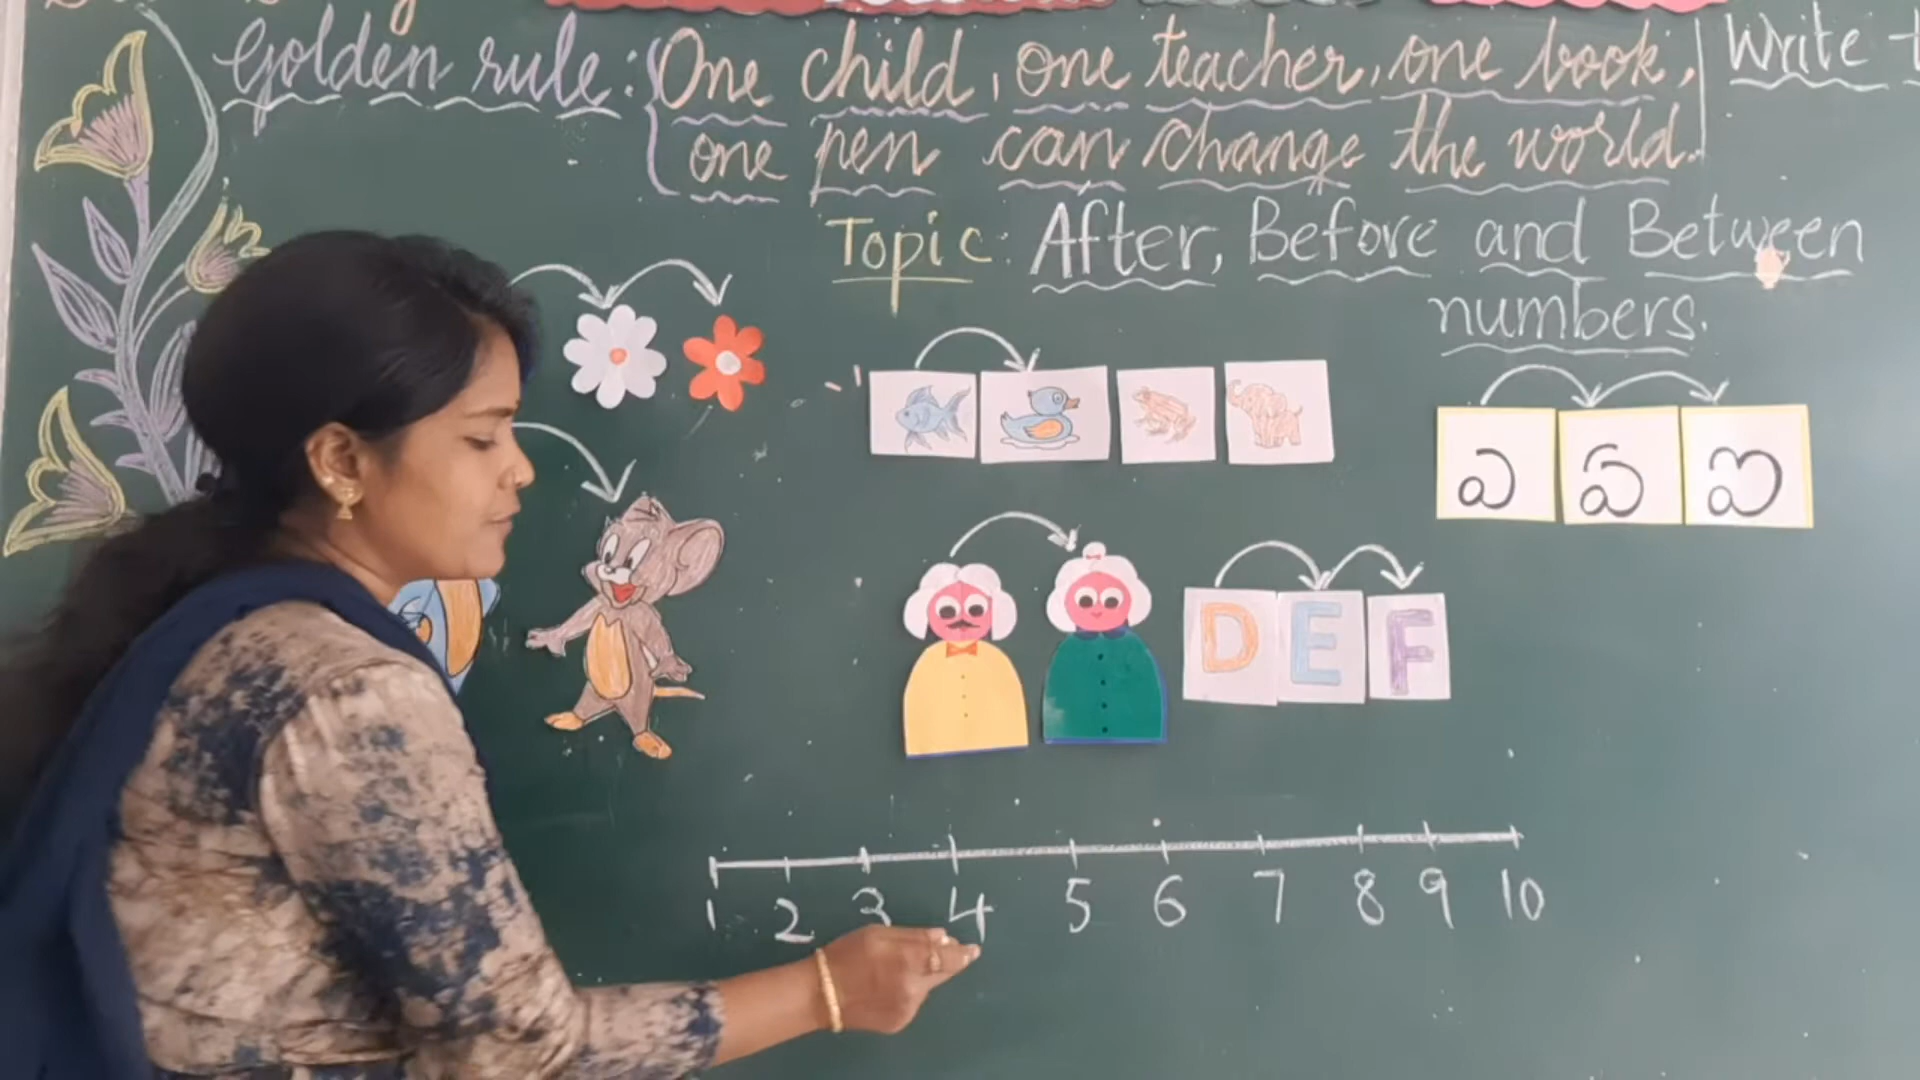 Golden rule: One child, one teacher, one book,
one pen can change the world.
Write
Topic: After, Before and Between
numbers.
ఎ ఏ ఐ
D E F
1 2 3 4 5 6 7 8 9 10